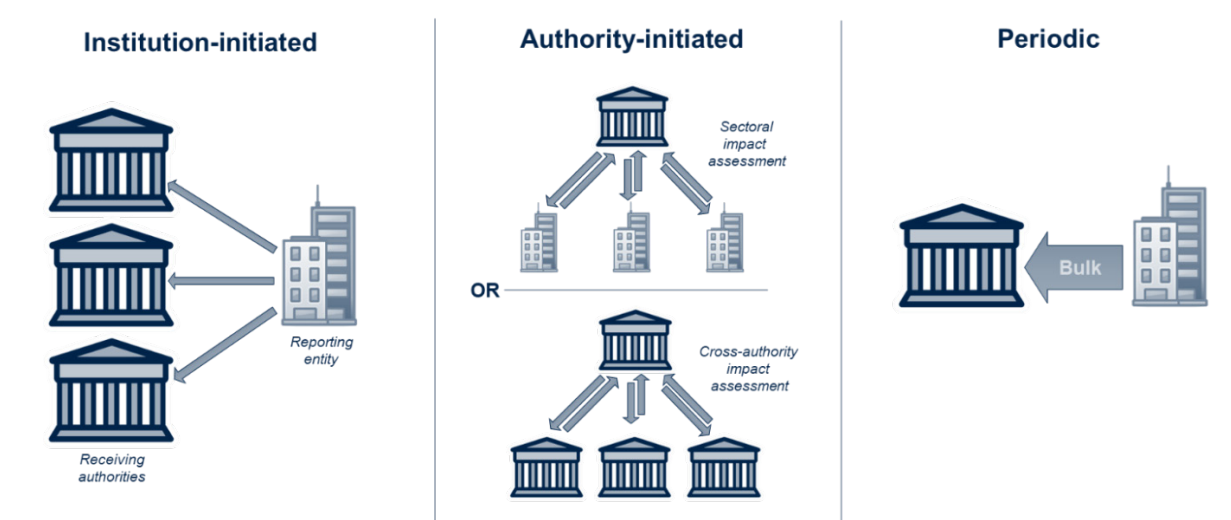 Institution-initiated
Reporting
entity
Receiving
authorities
Authority-initiated
Sectoral
impact
assessment
OR
Cross-authority
impact
assessment
Periodic
Bulk